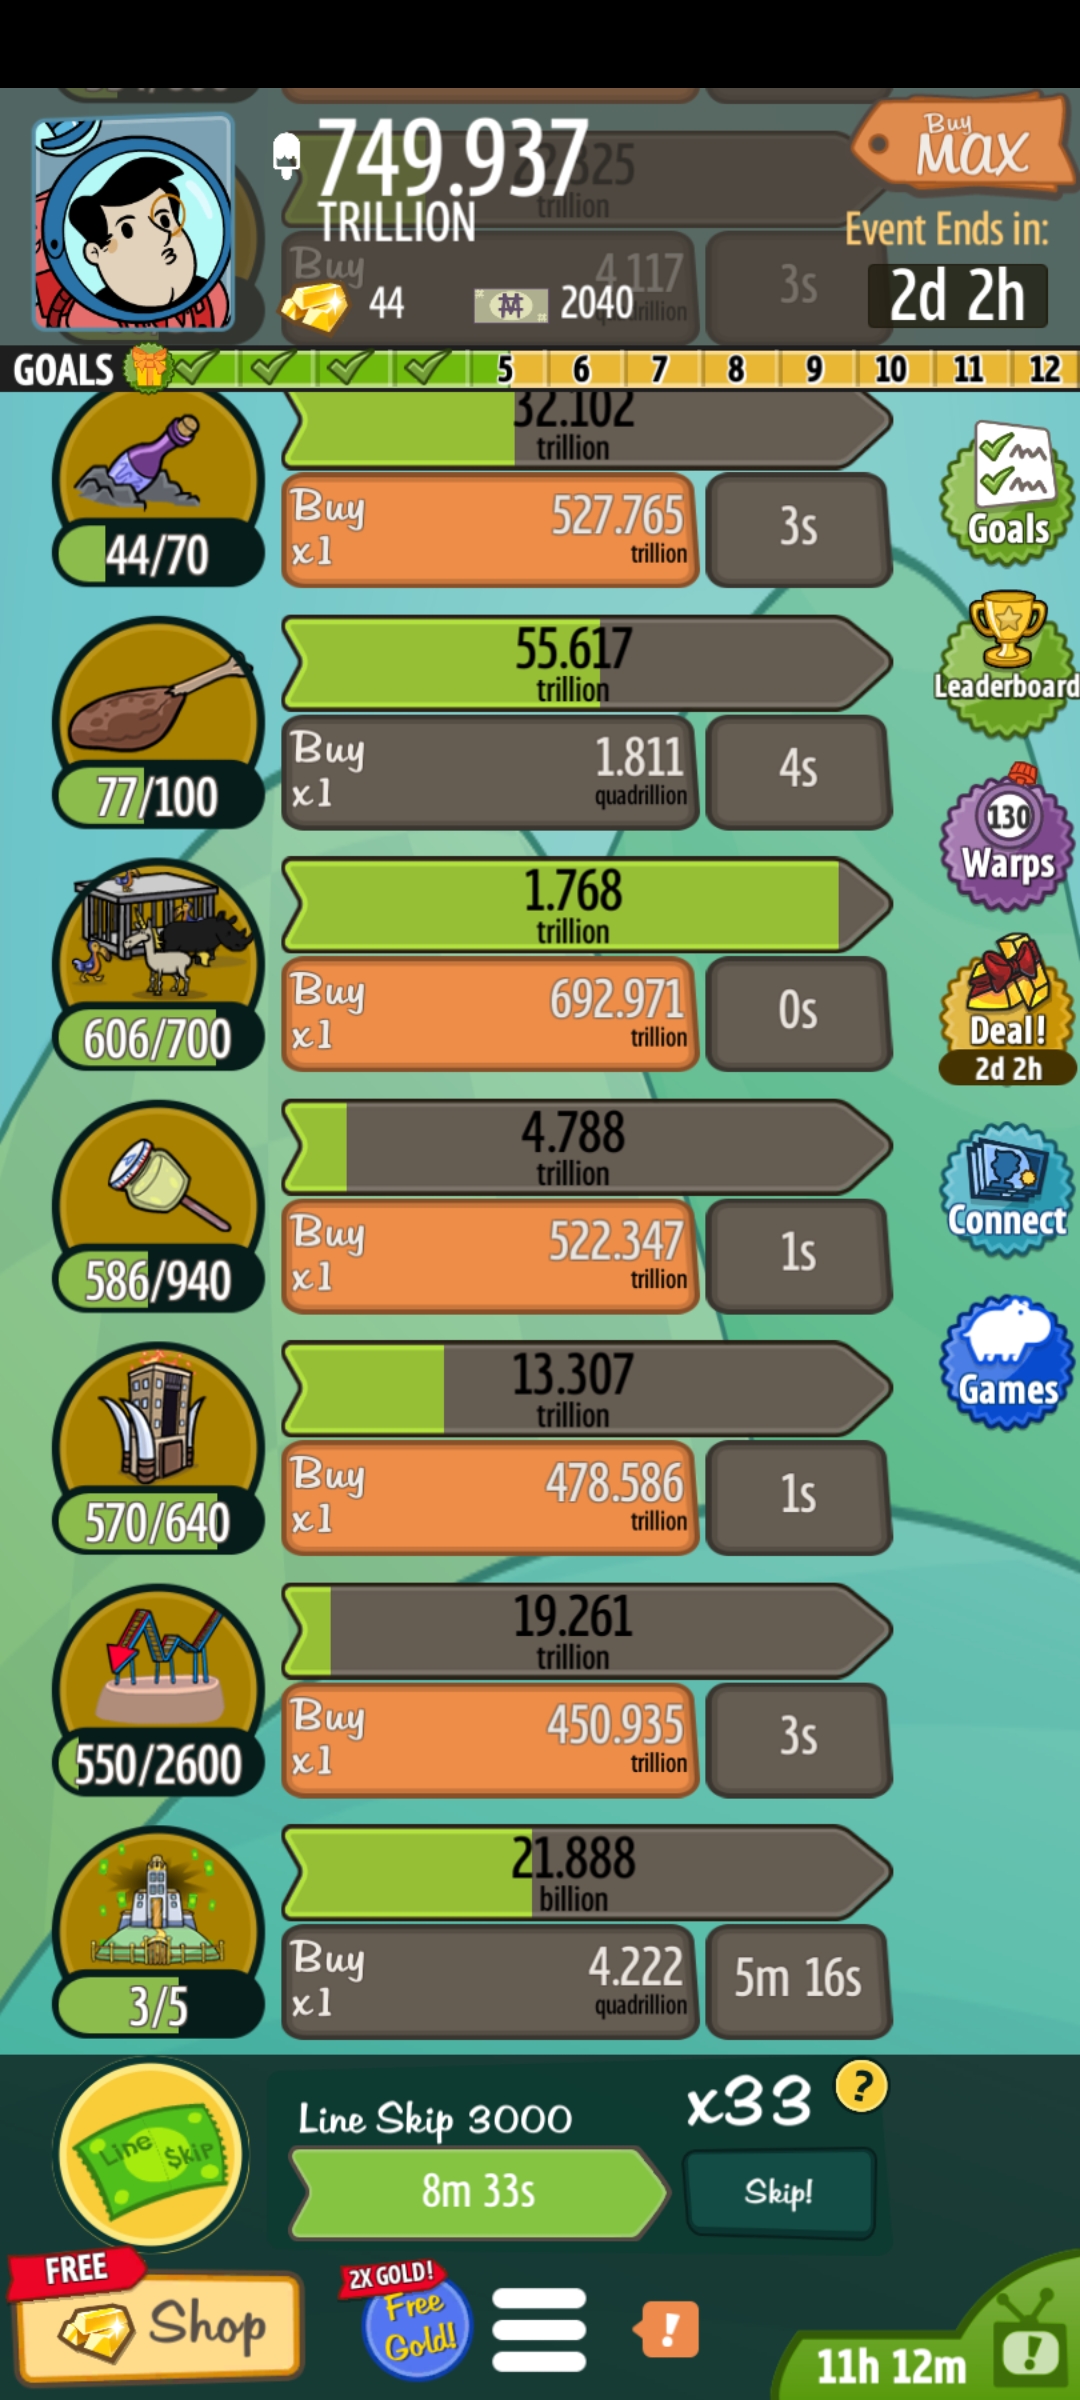 749.937
TRILLION
44
2040
Buy
MAX
Event Ends in:
2d 2h
trillion
Buy
4.117
3s
GOALS
5
6
7
8
9
10
11
12
32.102
trillion
44/70
Buy
x1
527.765
trillion
3s
Goals
55.617
trillion
77/100
Buy
x1
1.811
quadrillion
4s
Leaderboard
1.768
trillion
606/700
Buy
x1
692.971
trillion
0s
130
Warps
Deal!
2d 2h
4.788
trillion
586/940
Buy
x1
522.347
trillion
1s
Connect
13.307
trillion
570/640
Buy
x1
478.586
trillion
1s
Games
19.261
trillion
550/2600
Buy
x1
450.935
trillion
3s
21.888
billion
3/5
Buy
x1
4.222
quadrillion
5m 16s
Line $kip
Line Skip 3000
x33
?
8m 33s
Skip!
FREE
Shop
2X GOLD!
Free
Gold!
!
11h 12m
!